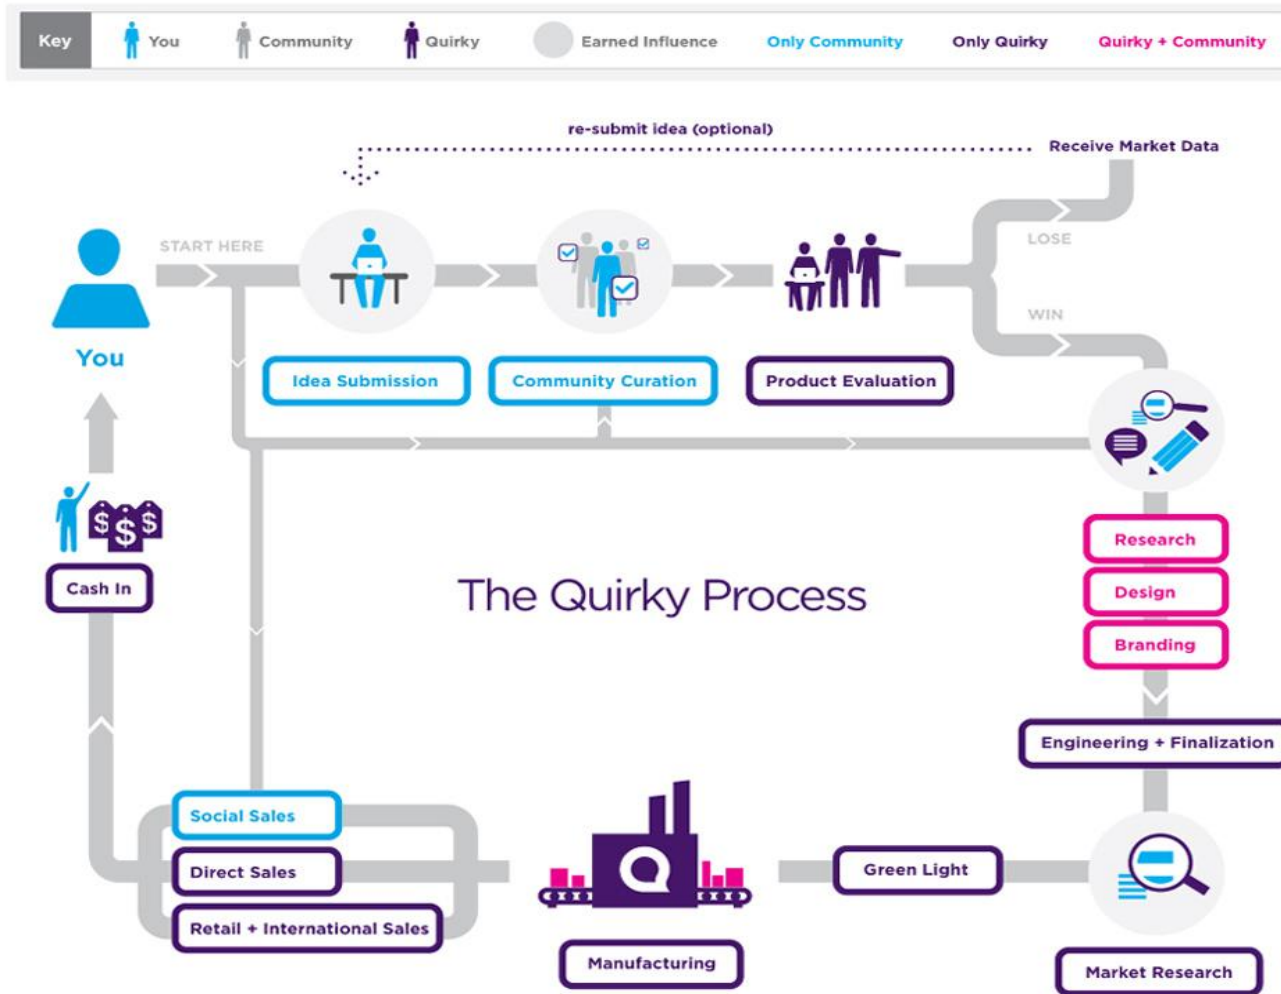 Key
You
Community
Quirky
Earned Influence
Only Community
Only Quirky
Quirky + Community
re-submit idea (optional)
Receive Market Data
START HERE
LOSE
WIN
You
Idea Submission
Community Curation
Product Evaluation
$ $ $
Cash In
The Quirky Process
Research
Design
Branding
Engineering + Finalization
Social Sales
Direct Sales
Retail + International Sales
Manufacturing
Green Light
Market Research